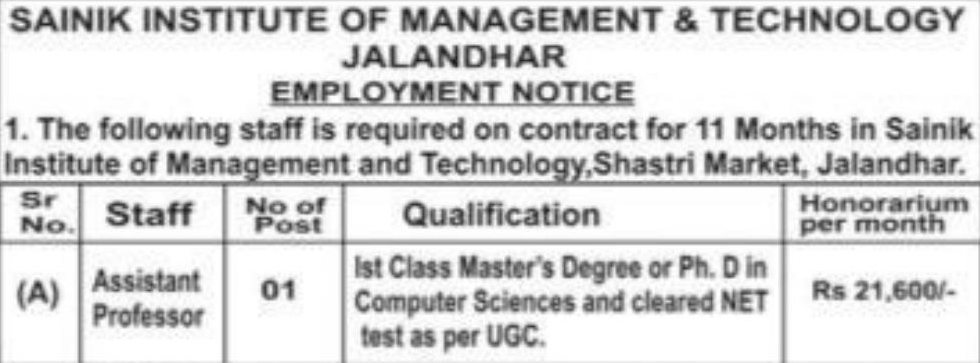 SAINIK INSTITUTE OF MANAGEMENT & TECHNOLOGY
JALANDHAR
EMPLOYMENT NOTICE
1. The following staff is required on contract for 11 Months in Sainik
Institute of Management and Technology,Shastri Market, Jalandhar.
Sr No. Staff No of Post Qualification Honorarium per month
(A) Assistant Professor 01 Ist Class Master's Degree or Ph. D in
Computer Sciences and cleared NET
test as per UGC. Rs 21,600/-